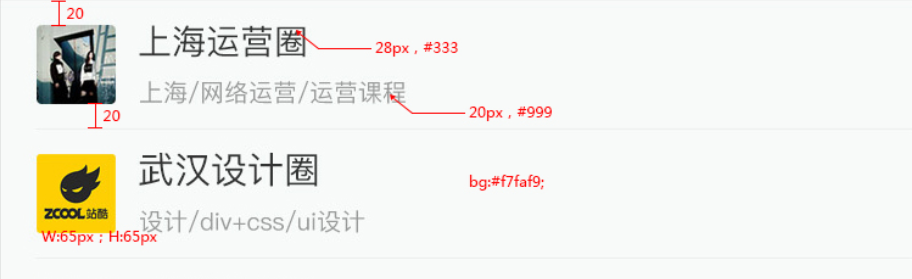 20
上海运营圈
28px，#333
上海/网络运营/运营课程
20px，#999
20
武汉设计圈
bg:#f7faf9;
ZCOOL站酷
设计/div+css/ui设计
W:65px；H:65px